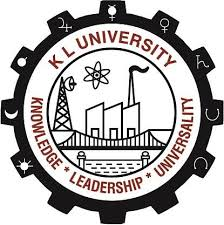 K L UNIVERSITY
KNOWLEDGE * LEADERSHIP * UNIVERSALITY